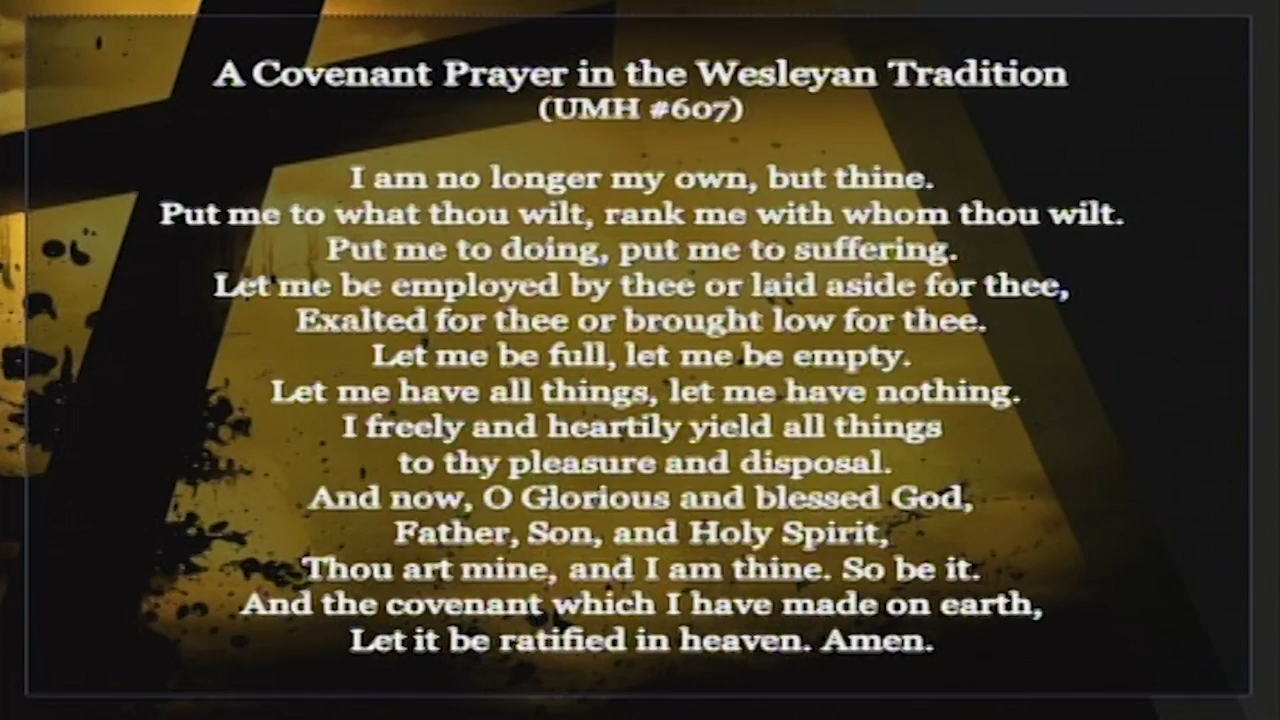 A Covenant Prayer in the Wesleyan Tradition
(UMH #607)
I am no longer my own, but thine.
Put me to what thou wilt, rank me with whom thou wilt.
Put me to doing, put me to suffering.
Let me be employed by thee or laid aside for thee,
Exalted for thee or brought low for thee.
Let me be full, let me be empty.
Let me have all things, let me have nothing.
I freely and heartily yield all things
to thy pleasure and disposal.
And now, O Glorious and blessed God,
Father, Son, and Holy Spirit,
Thou art mine, and I am thine. So be it.
And the covenant which I have made on earth,
Let it be ratified in heaven. Amen.